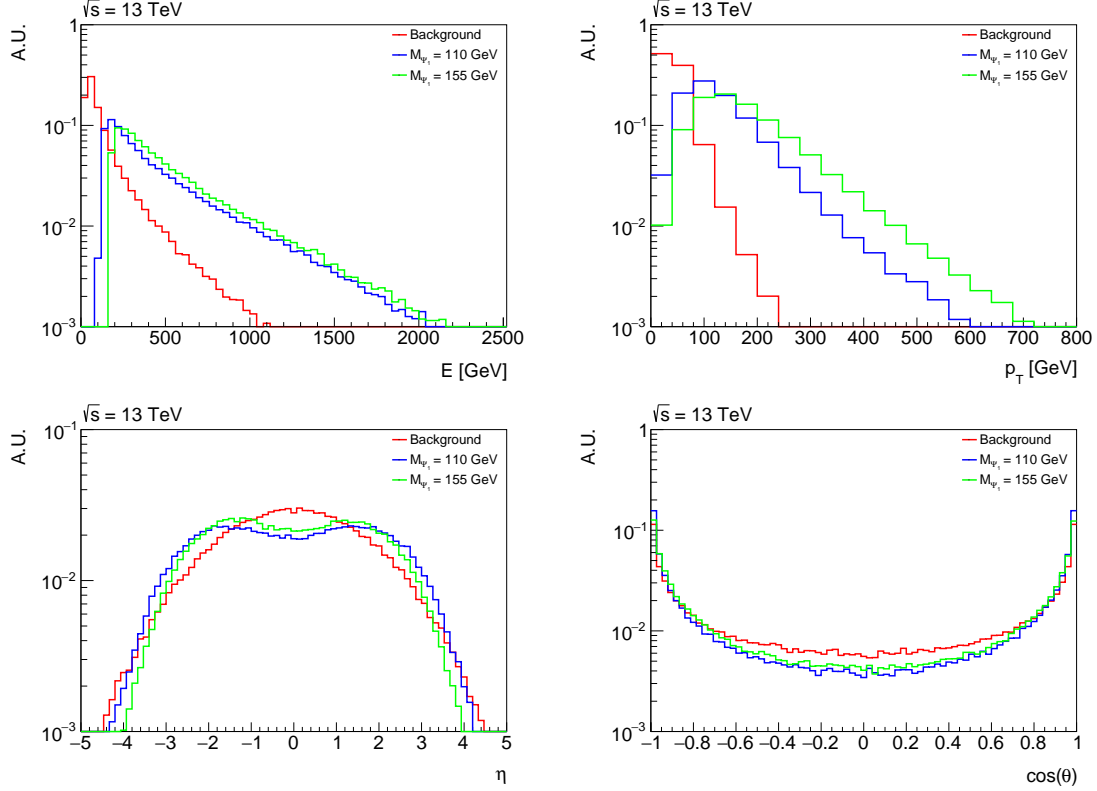 √s = 13 TeV
A.U.
1
Background
M_Ψ₁ = 110 GeV
M_Ψ₁ = 155 GeV
10⁻¹
10⁻²
10⁻³
0 500 1000 1500 2000 2500
E [GeV]
√s = 13 TeV
A.U.
1
Background
M_Ψ₁ = 110 GeV
M_Ψ₁ = 155 GeV
10⁻¹
10⁻²
10⁻³
0 100 200 300 400 500 600 700 800
p_T [GeV]
√s = 13 TeV
A.U.
10⁻¹
Background
M_Ψ₁ = 110 GeV
M_Ψ₁ = 155 GeV
10⁻²
10⁻³
−5 −4 −3 −2 −1 0 1 2 3 4 5
η
√s = 13 TeV
A.U.
1
Background
M_Ψ₁ = 110 GeV
M_Ψ₁ = 155 GeV
10⁻¹
10⁻²
10⁻³
−1 −0.8 −0.6 −0.4 −0.2 0 0.2 0.4 0.6 0.8 1
cos(θ)